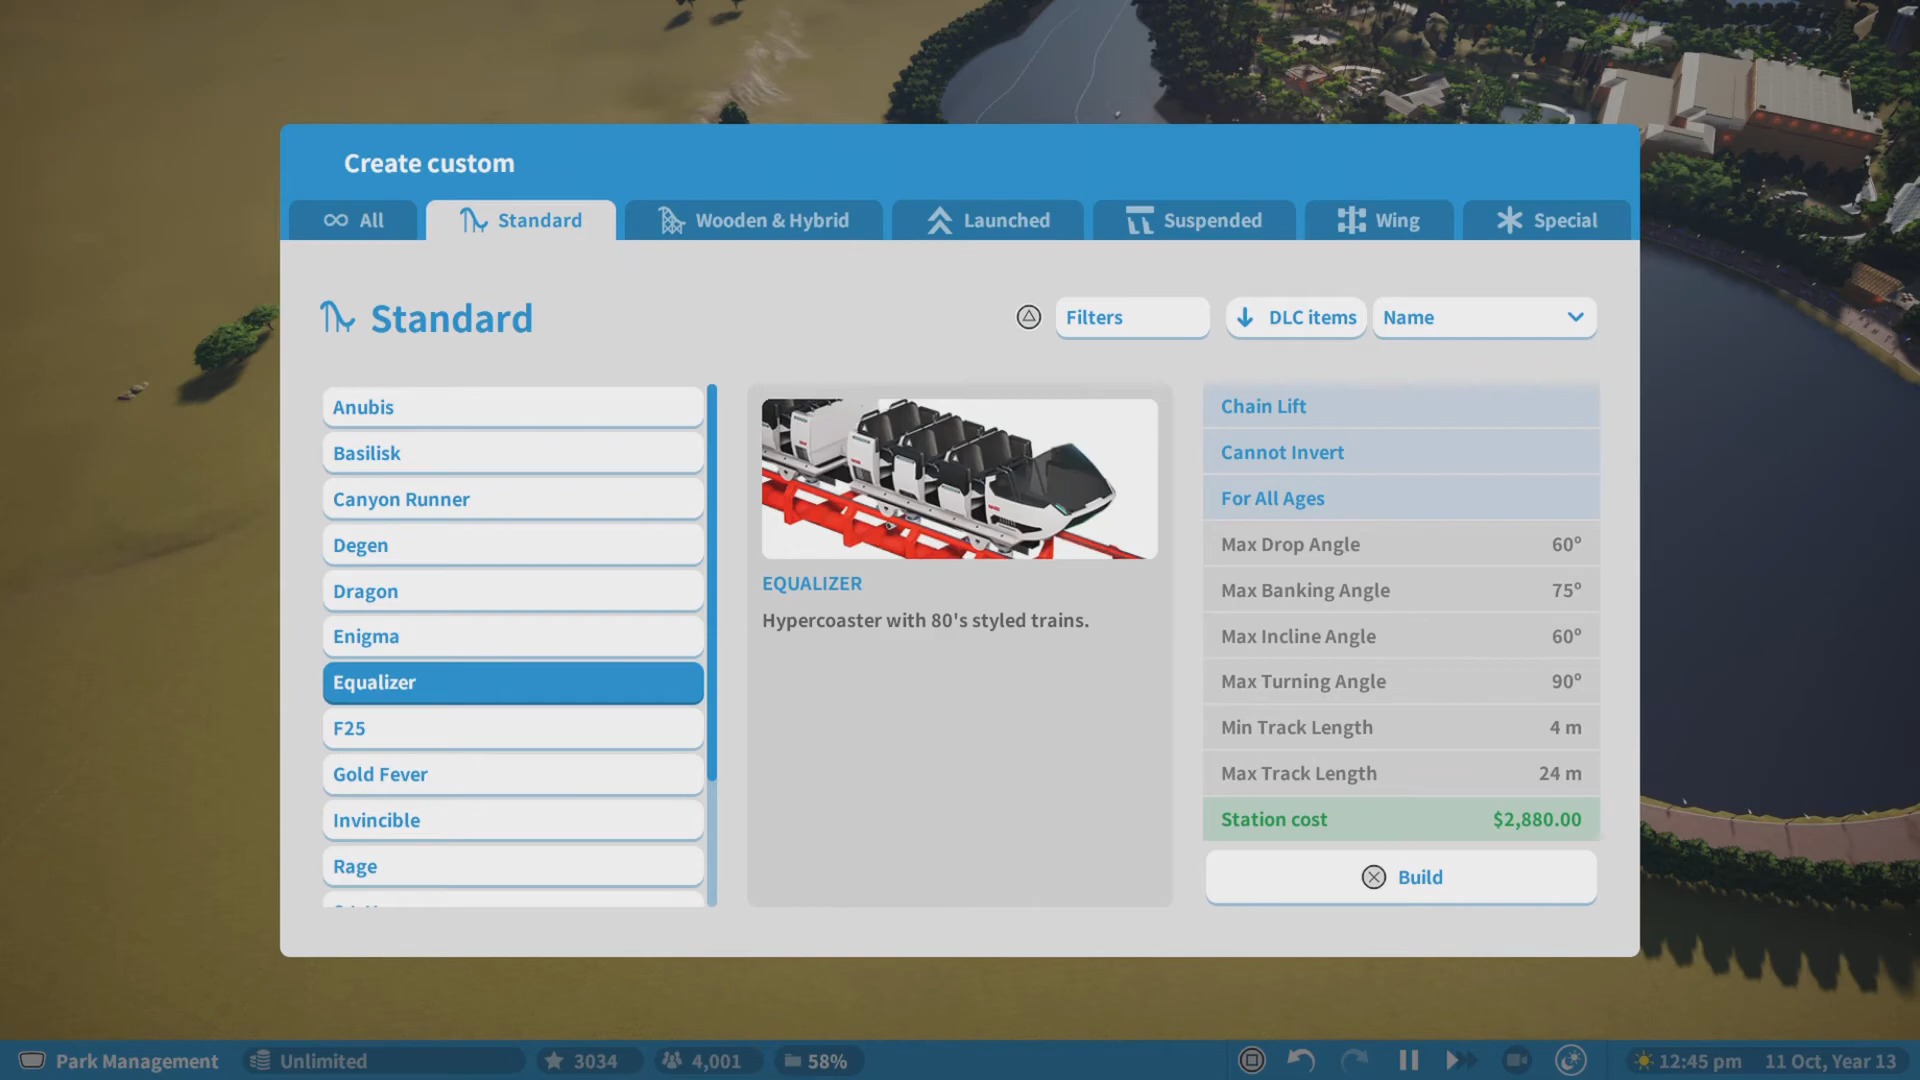 Create custom
All
Standard
Wooden & Hybrid
Launched
Suspended
Wing
Special
Standard
Filters
DLC items
Name
Anubis
Basilisk
Canyon Runner
Degen
Dragon
Enigma
Equalizer
F25
Gold Fever
Invincible
Rage
EQUALIZER
Hypercoaster with 80's styled trains.
Chain Lift
Cannot Invert
For All Ages
Max Drop Angle 60º
Max Banking Angle 75º
Max Incline Angle 60º
Max Turning Angle 90º
Min Track Length 4 m
Max Track Length 24 m
Station cost $2,880.00
Build
Park Management
Unlimited
3034
4,001
58%
12:45 pm
11 Oct, Year 13